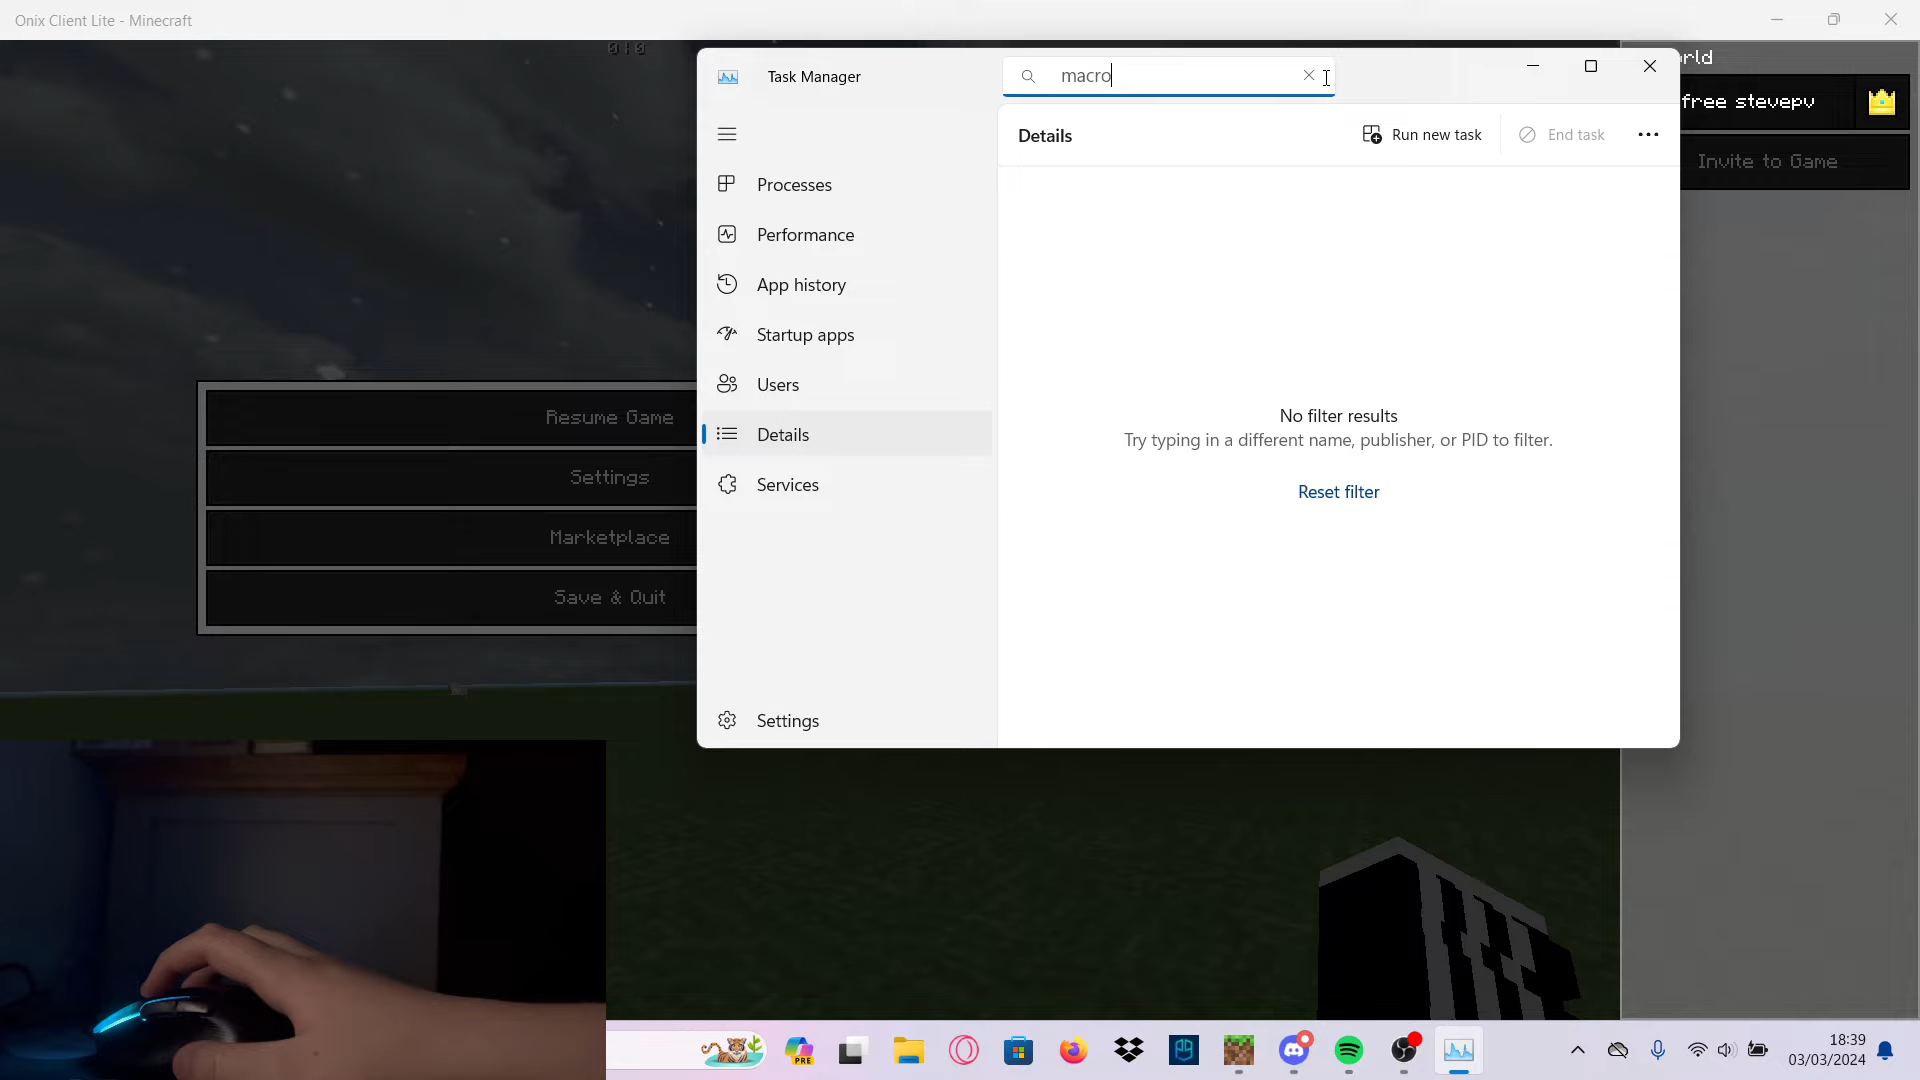 Onix Client Lite - Minecraft
Task Manager
macro
Details
Run new task
End task
Processes
Performance
App history
Startup apps
Users
Details
Services
Settings
No filter results
Try typing in a different name, publisher, or PID to filter.
Reset filter
Resume Game
Settings
Marketplace
Save & Quit
free stevepv
Invite to Game
PRE
18:39
03/03/2024